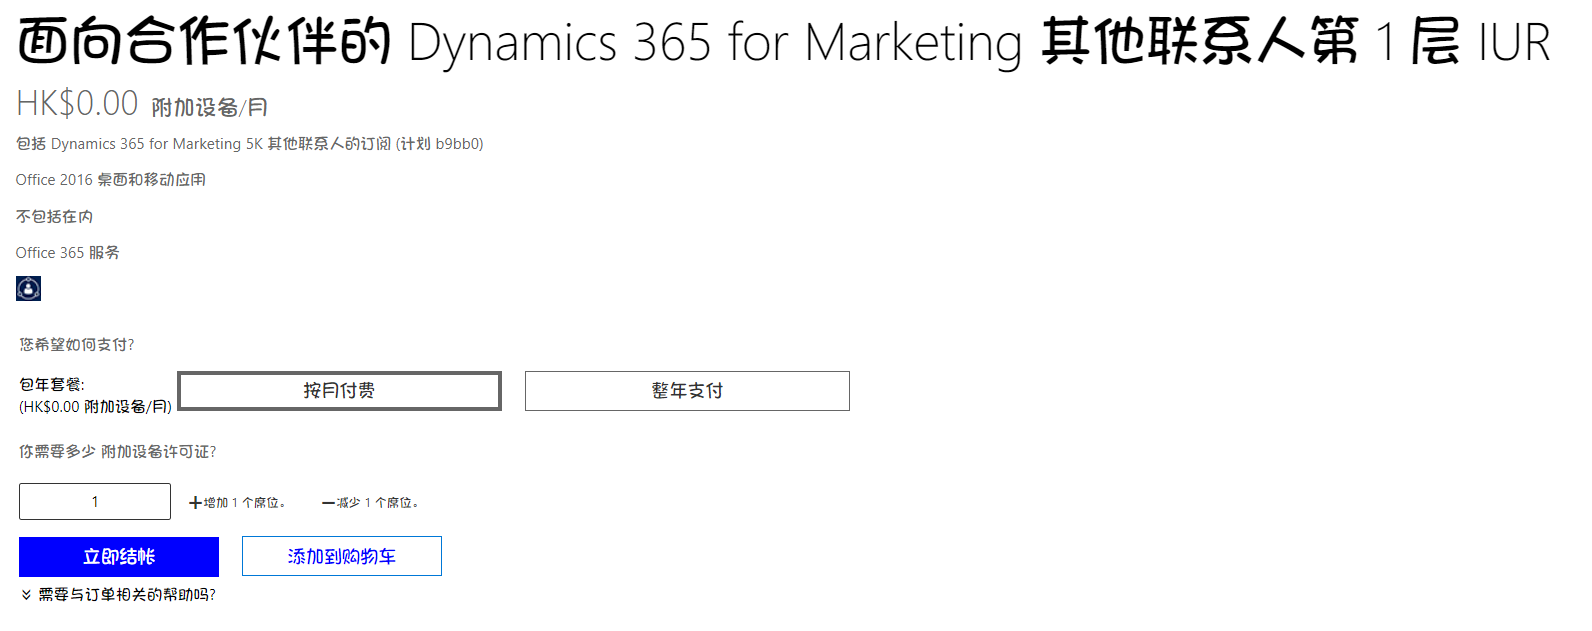 面向合作伙伴的 Dynamics 365 for Marketing 其他联系人第 1 层 IUR
HK$0.00 附加设备/月
包括 Dynamics 365 for Marketing 5K 其他联系人的订阅 (计划 b9bb0)
Office 2016 桌面和移动应用
不包括在内
Office 365 服务
您希望如何支付?
包年套餐:
(HK$0.00 附加设备/月)
按月付费
整年支付
你需要多少 附加设备许可证?
1
增加 1 个席位。
减少 1 个席位。
立即结帐
添加到购物车
需要与订单相关的帮助吗?